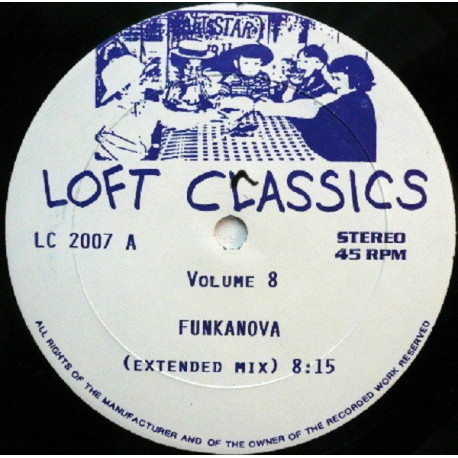 STAR
LOFT CLASSICS
LC 2007 A
STEREO
45 RPM
VOLUME 8
FUNKANOVA
(EXTENDED MIX) 8:15
ALL RIGHTS OF THE MANUFACTURER AND OF THE OWNER OF THE RECORDED WORK RESERVED